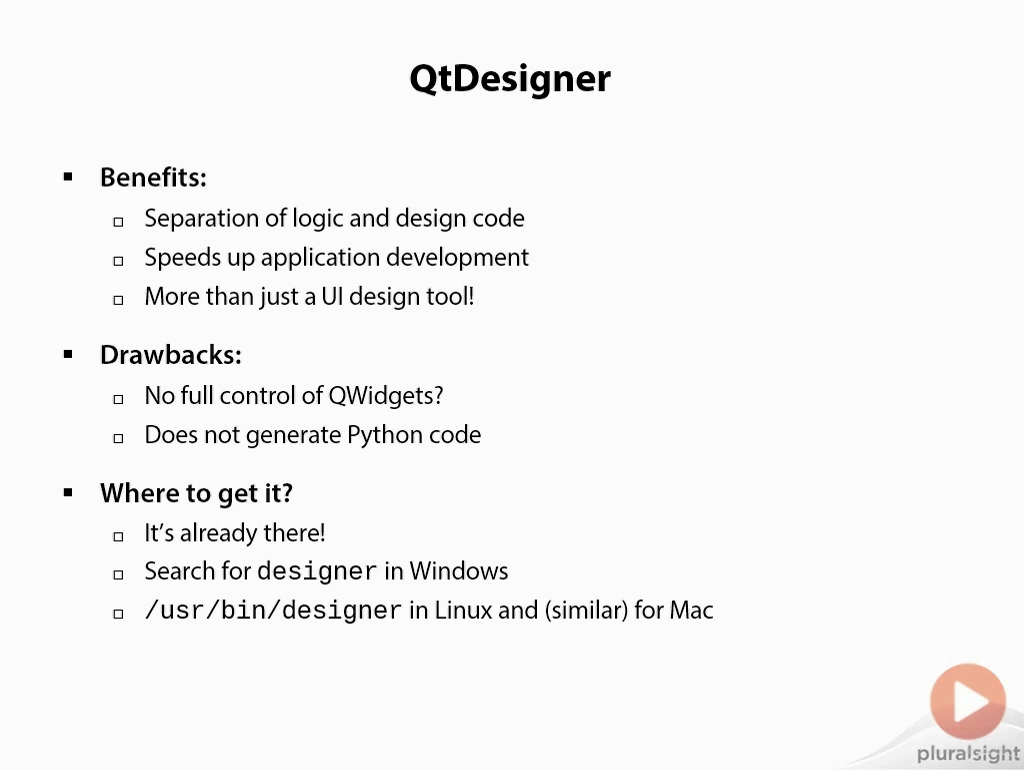 QtDesigner
Benefits:
Separation of logic and design code
Speeds up application development
More than just a UI design tool!
Drawbacks:
No full control of QWidgets?
Does not generate Python code
Where to get it?
It’s already there!
Search for designer in Windows
/usr/bin/designer in Linux and (similar) for Mac
pluralsight